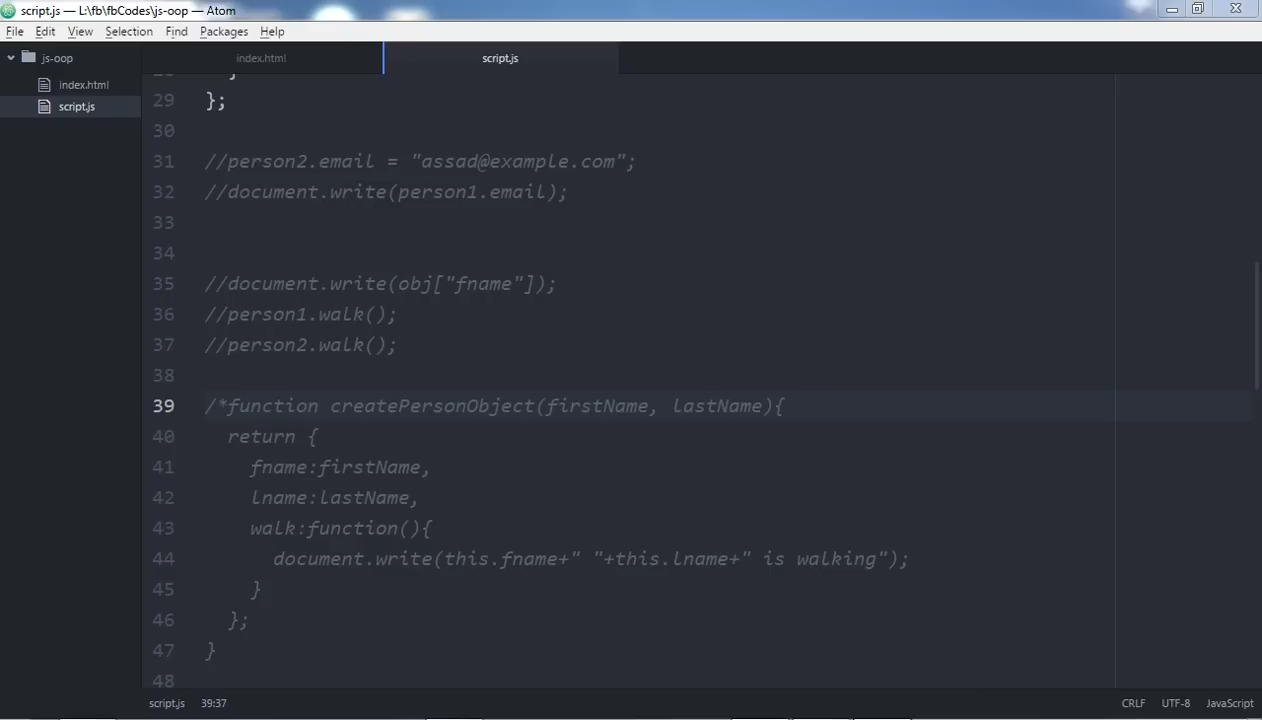 script.js — L:\fb\fbCodes\js-oop — Atom
File Edit View Selection Find Packages Help
js-oop
index.html
script.js
index.html
script.js
29 };
30
31 //person2.email = "assad@example.com";
32 //document.write(person1.email);
33
34
35 //document.write(obj["fname"]);
36 //person1.walk();
37 //person2.walk();
38
39 /*function createPersonObject(firstName, lastName){
40 return {
41 fname:firstName,
42 lname:lastName,
43 walk:function(){
44 document.write(this.fname+" "+this.lname+" is walking");
45 }
46 };
47 }
48
script.js 39:37 CRLF UTF-8 JavaScript